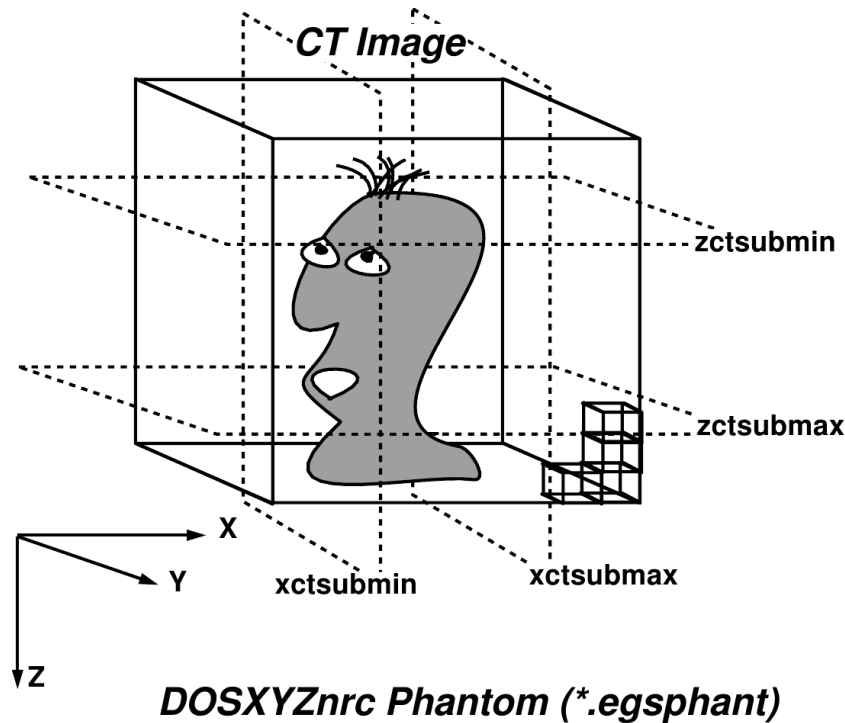 CT Image
zctsubmin
zctsubmax
X
Y
xctsubmin
xctsubmax
Z
DOSXYZnrc Phantom (*.egsphant)